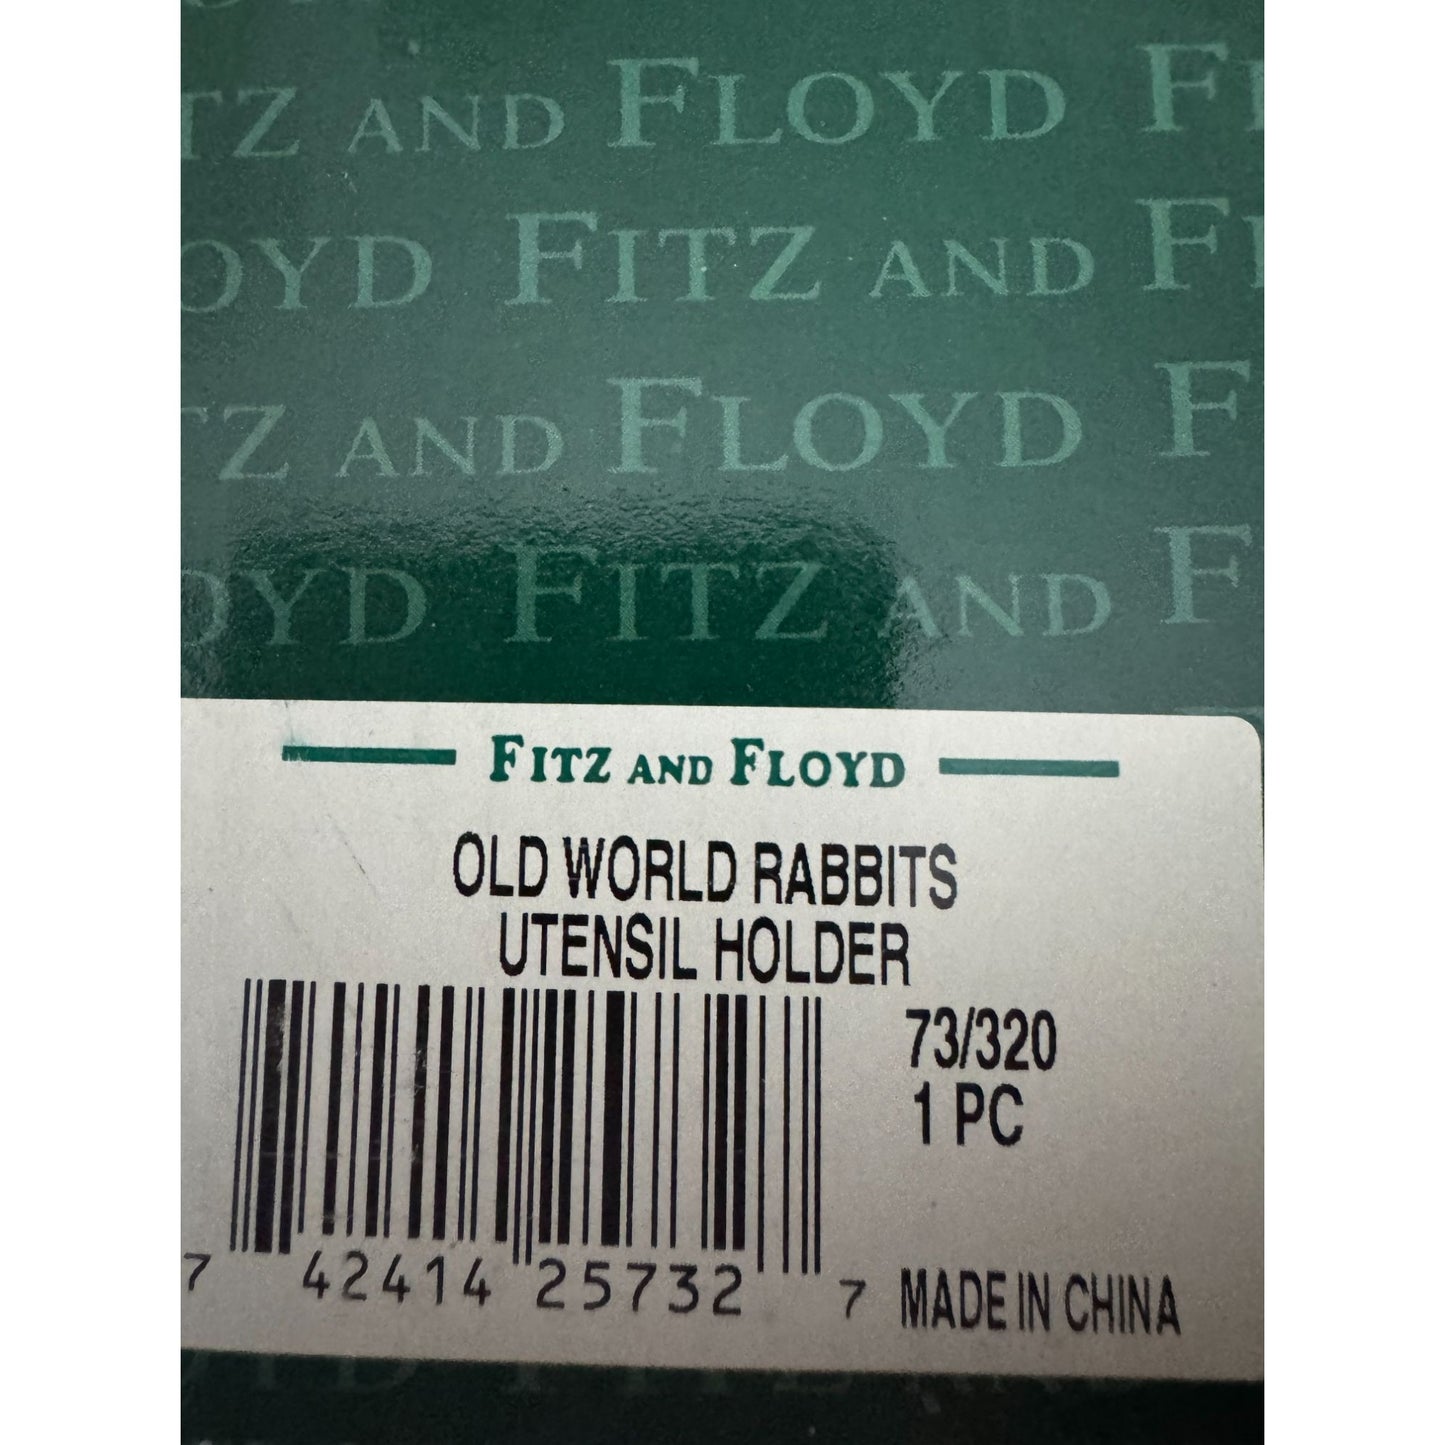 TZ AND FLOYD F
OYD FITZ AND F
TZ AND FLOYD F
OYD FITZ AND F
FITZ AND FLOYD
OLD WORLD RABBITS
UTENSIL HOLDER
73/320
1 PC
7 42414 25732 7
MADE IN CHINA